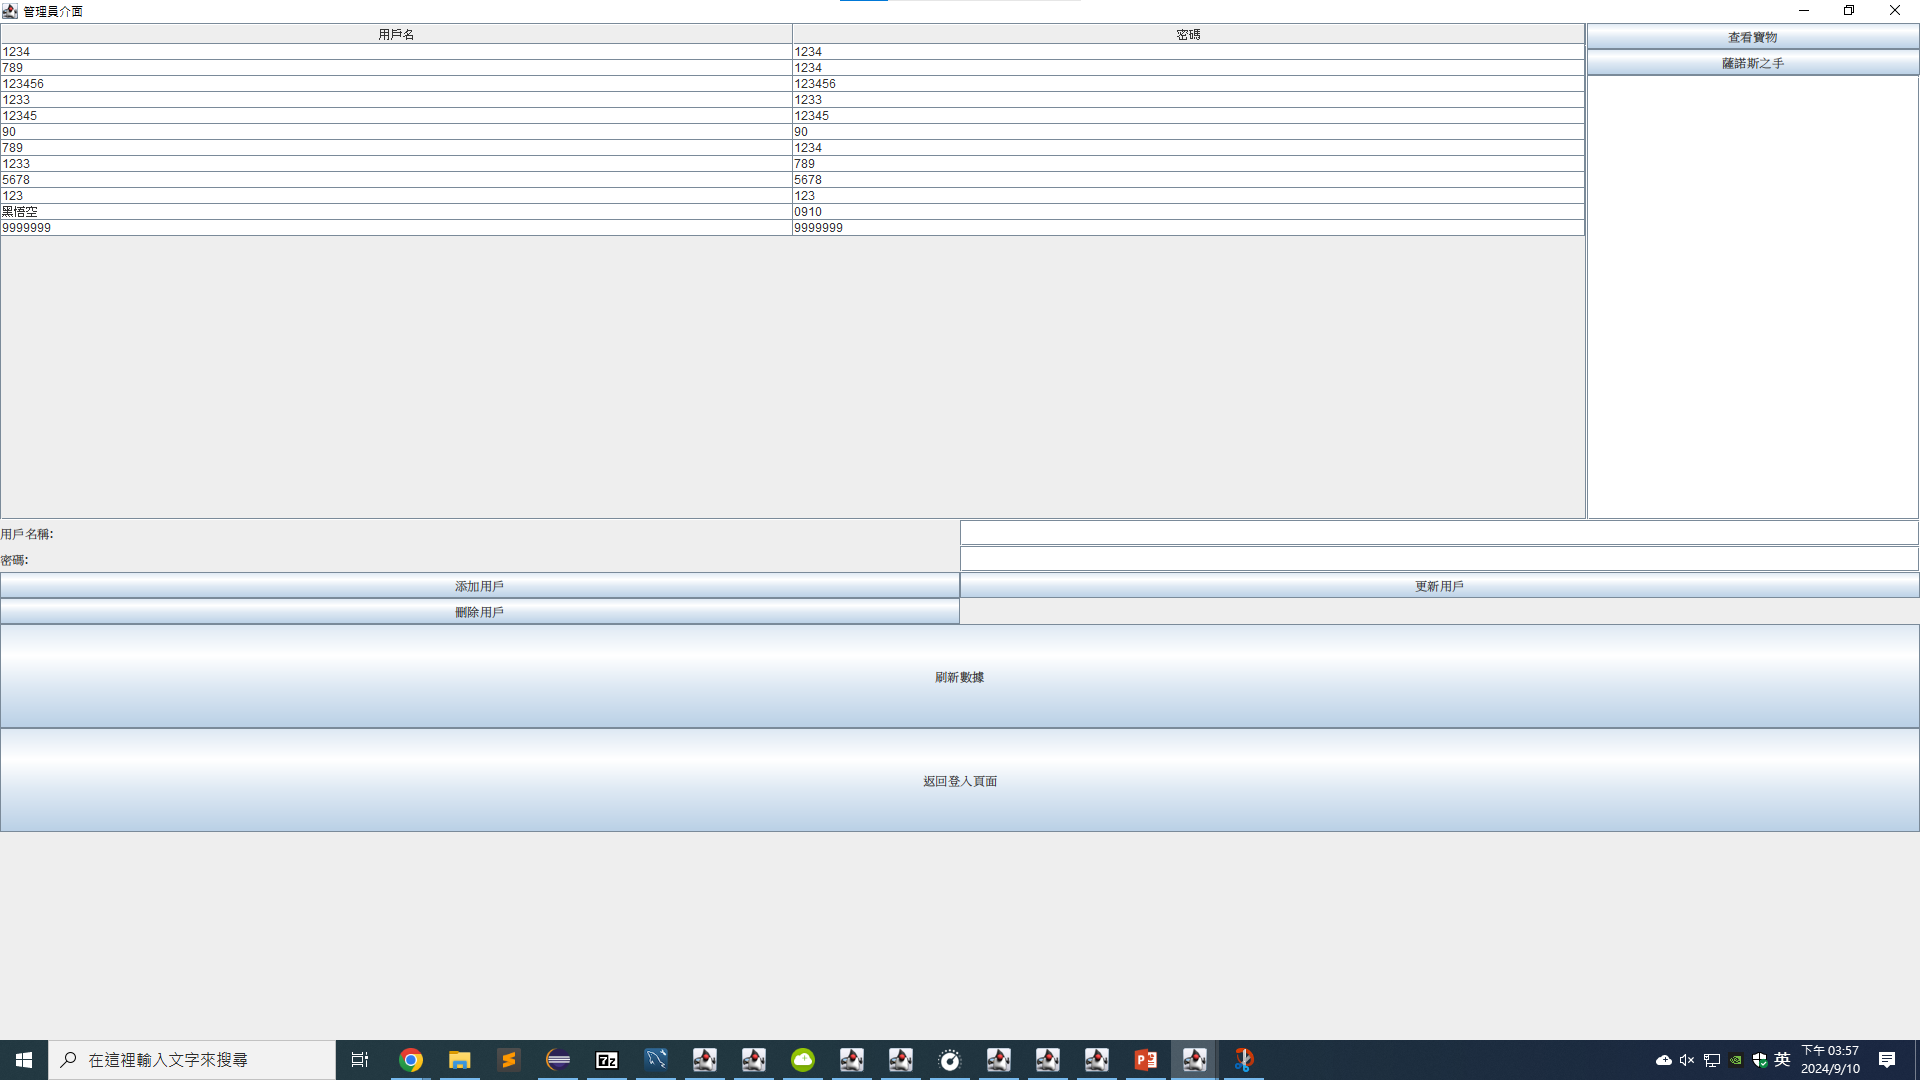 管理員介面
用戶名 密碼 查看寶物
1234 1234
薩諾斯之手
789 1234
123456 123456
1233 1233
12345 12345
90 90
789 1234
1233 789
5678 5678
123 123
黑悟空 0910
9999999 9999999
用戶名稱:
密碼:
添加用戶 更新用戶
刪除用戶
刷新數據
返回登入頁面
在這裡輸入文字來搜尋
7z
英
下午 03:57
2024/9/10